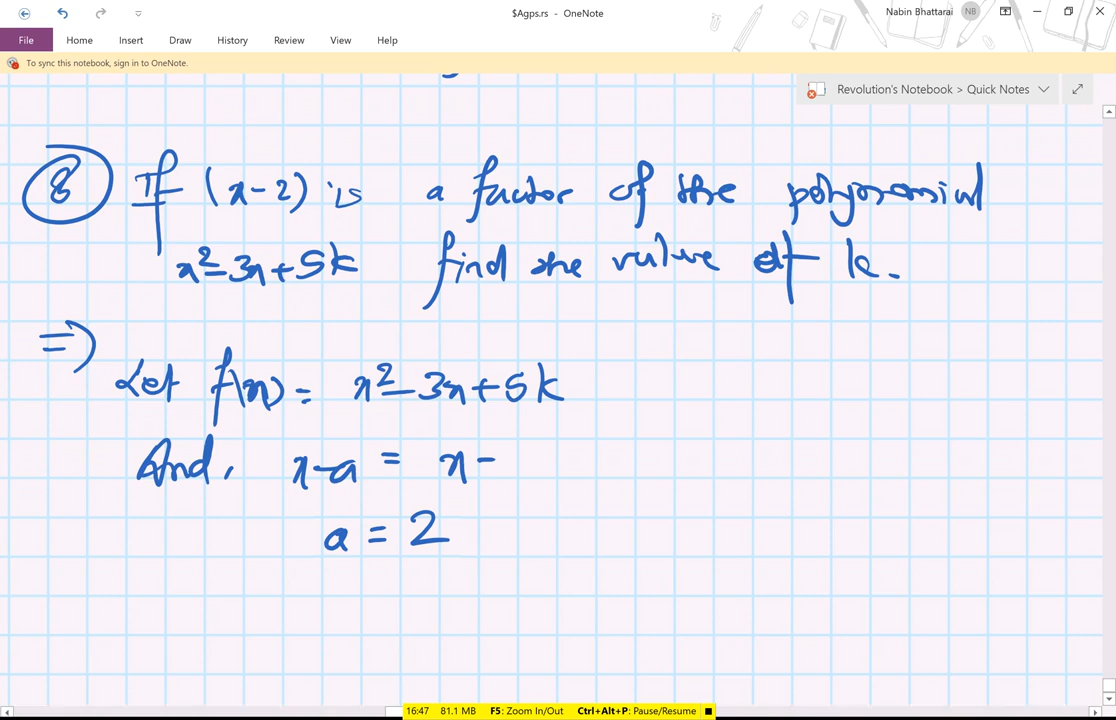 $Agps.rs - OneNote
Nabin Bhattarai NB
File Home Insert Draw History Review View Help
To sync this notebook, sign in to OneNote.
Revolution's Notebook > Quick Notes
8 If (x-2) is a factor of the polynomial
x²-3x+5k find the value of k.
=>
Let f(x) = x²-3x+5k
And, x-a = x-
a = 2
16:47 81.1 MB F5: Zoom In/Out Ctrl+Alt+P: Pause/Resume